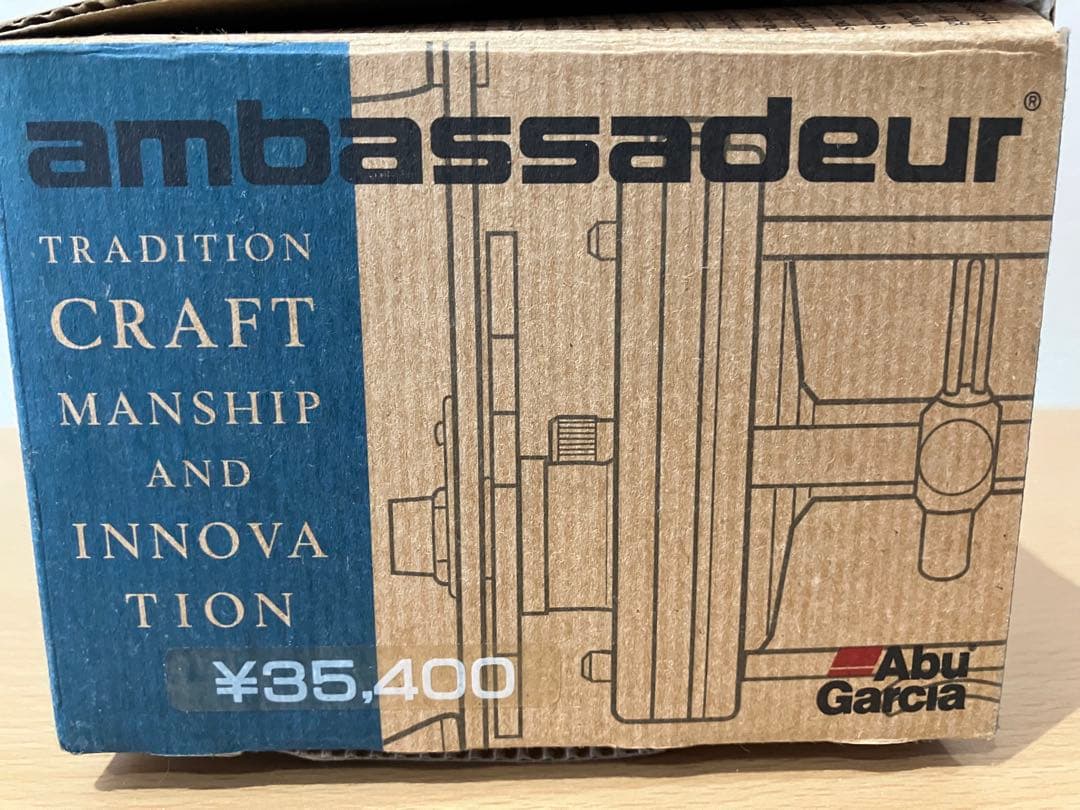 ambassadeur®
TRADITION
CRAFT
MANSHIP
AND
INNOVA
TION
¥35,400
Abu
Garcia